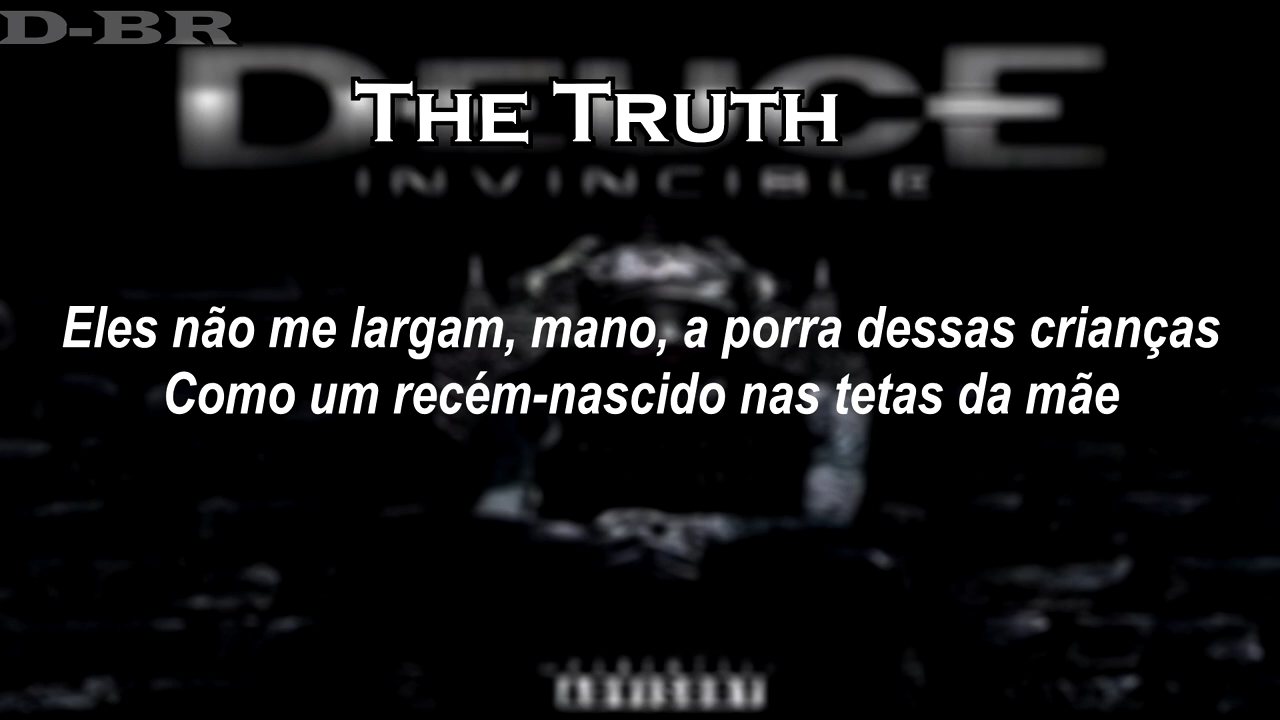 D-BR
DEUCE
THE TRUTH
INVINCIBLE
Eles não me largam, mano, a porra dessas crianças
Como um recém-nascido nas tetas da mãe